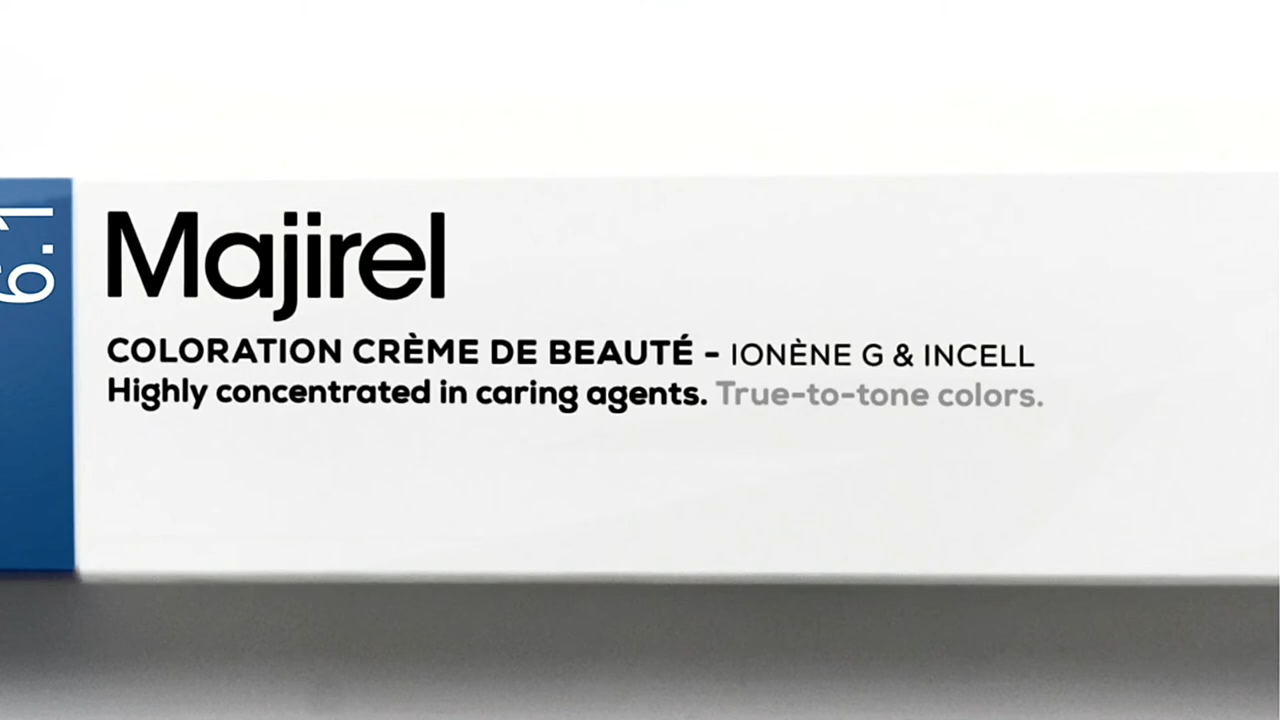 6.1
Majirel
COLORATION CRÈME DE BEAUTÉ - IONÈNE G & INCELL
Highly concentrated in caring agents. True-to-tone colors.